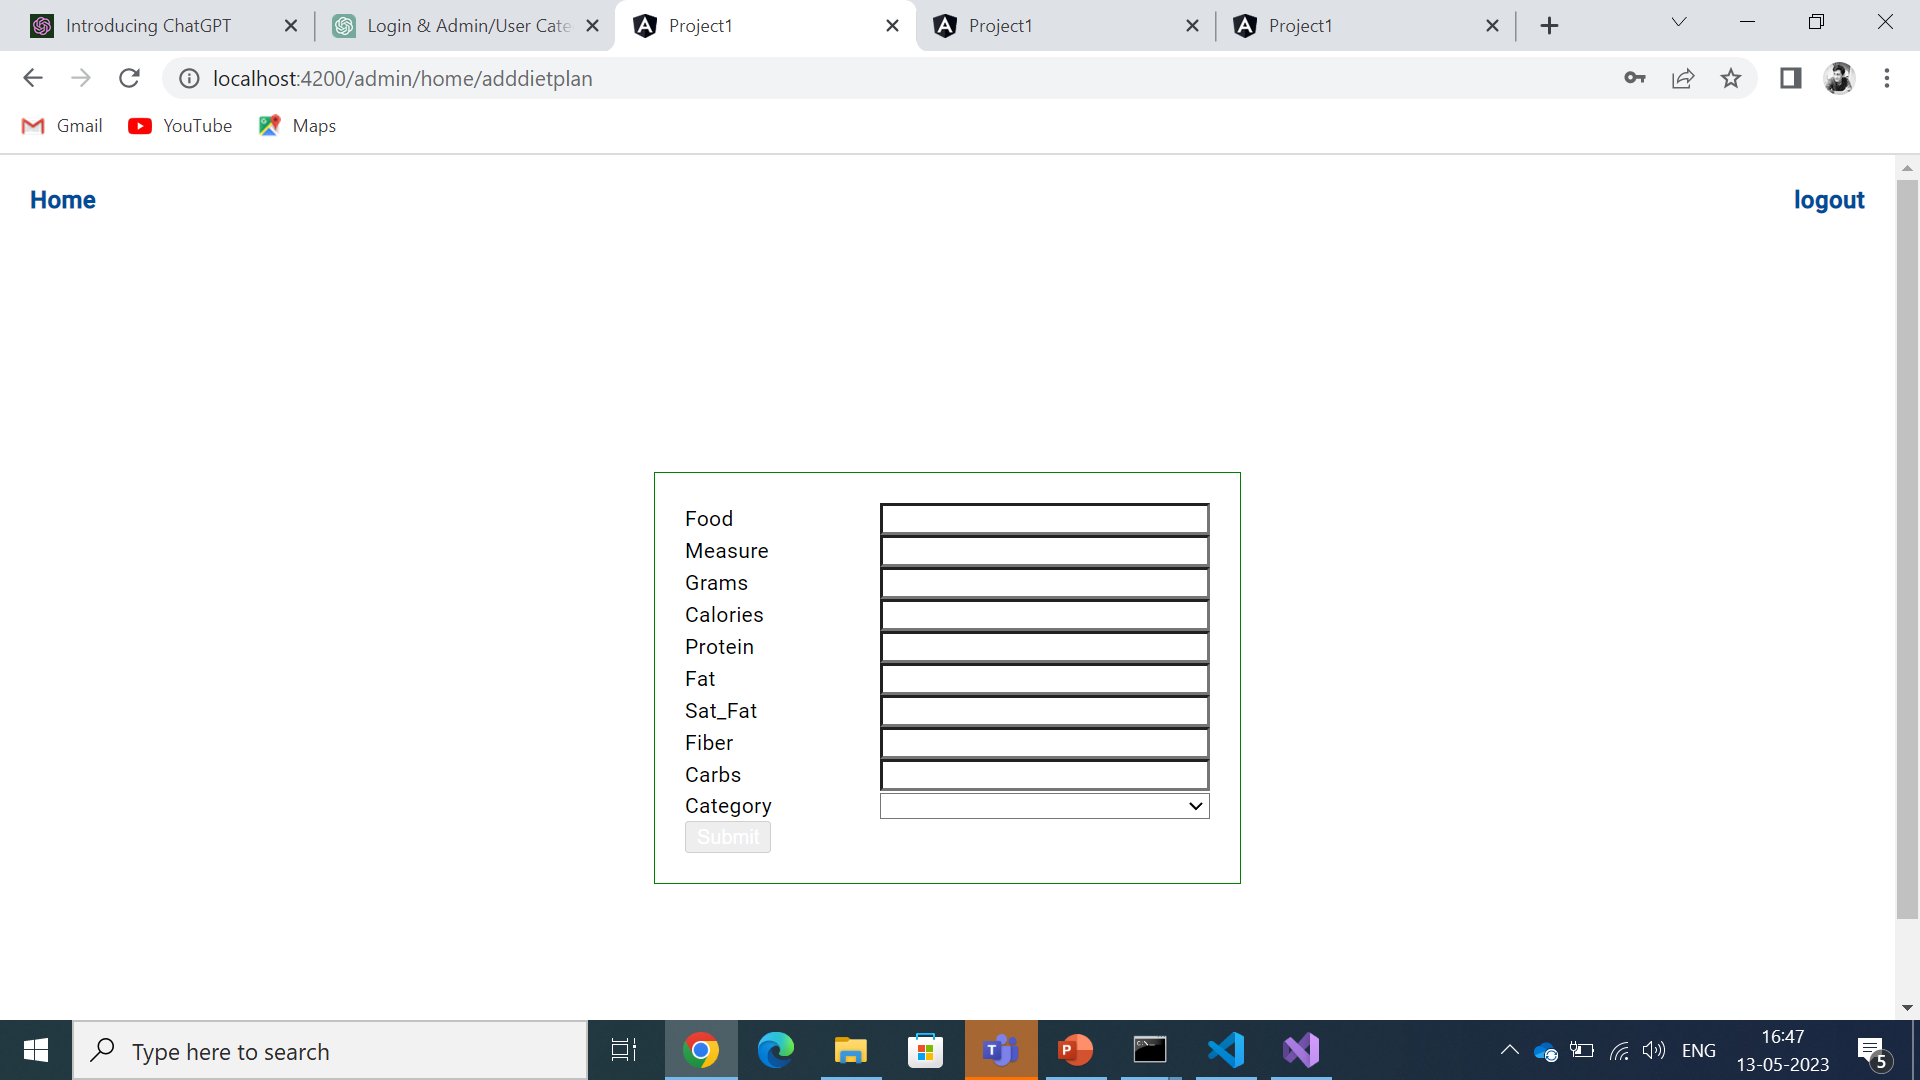 Introducing ChatGPT
Login & Admin/User Cate
Project1
Project1
Project1
localhost:4200/admin/home/adddietplan
Gmail
YouTube
Maps
Home
logout
Food
Measure
Grams
Calories
Protein
Fat
Sat_Fat
Fiber
Carbs
Category
Submit
Type here to search
ENG
16:47
13-05-2023
5